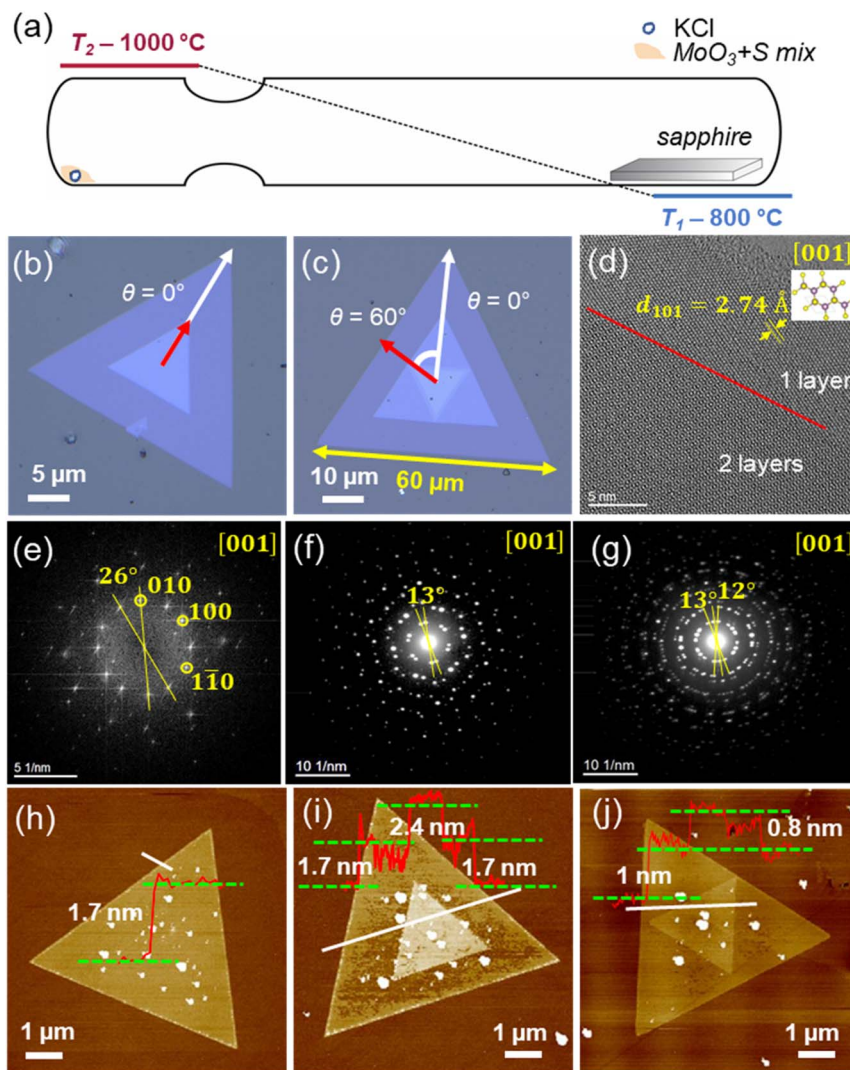 (a)
T₂ – 1000 °C
KCl
MoO₃+S mix
sapphire
T₁ – 800 °C
(b)
θ = 0°
5 µm
(c)
θ = 60°
θ = 0°
10 µm
60 µm
(d)
[001]
d₁₀₁ = 2.74 Å
1 layer
2 layers
5 nm
(e)
[001]
26°
010
100
11̅0
5 1/nm
(f)
[001]
13°
10 1/nm
(g)
[001]
13°
12°
10 1/nm
(h)
1.7 nm
1 µm
(i)
2.4 nm
1.7 nm
1.7 nm
1 µm
(j)
0.8 nm
1 nm
1 µm